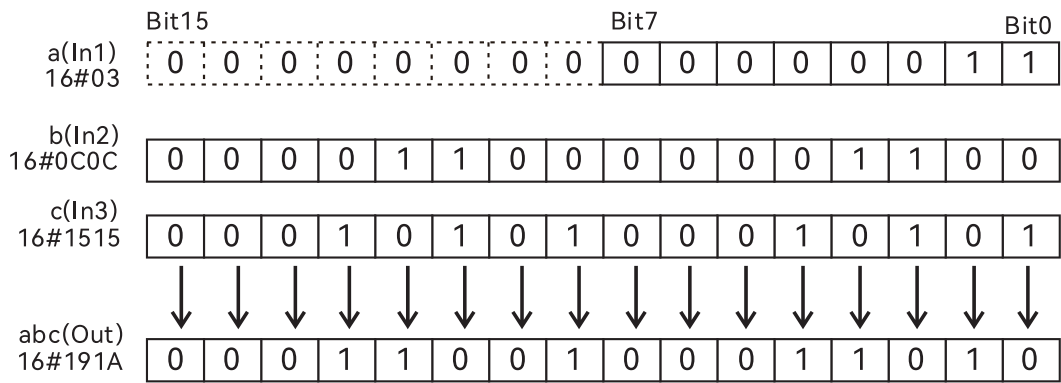 Bit15 Bit7 Bit0
a(In1)
16#03
0 0 0 0 0 0 0 0 0 0 0 0 0 0 1 1
b(In2)
16#0C0C
0 0 0 0 1 1 0 0 0 0 0 0 1 1 0 0
c(In3)
16#1515
0 0 0 1 0 1 0 1 0 0 0 1 0 1 0 1
abc(Out)
16#191A
0 0 0 1 1 0 0 1 0 0 0 1 1 0 1 0